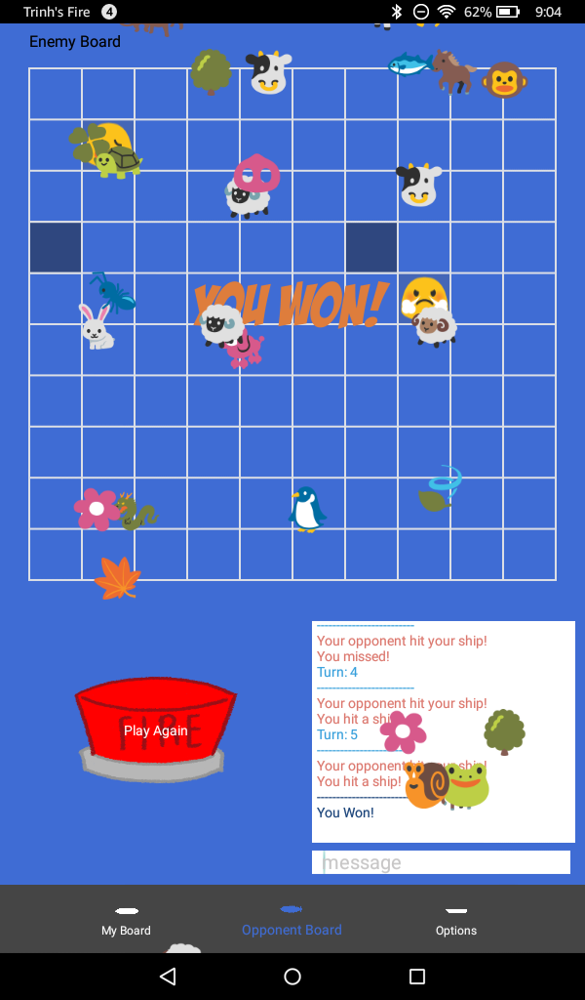 Trinh's Fire 4 62% 9:04
Enemy Board
YOU WON!
-------------------------
Your opponent hit your ship!
You missed!
Turn: 4
-------------------------
Your opponent hit your ship!
You hit a ship!
Turn: 5
-------------------------
Your opponent hit your ship!
You hit a ship!
-------------------------
You Won!
FIRE
Play Again
message
My Board
Opponent Board
Options